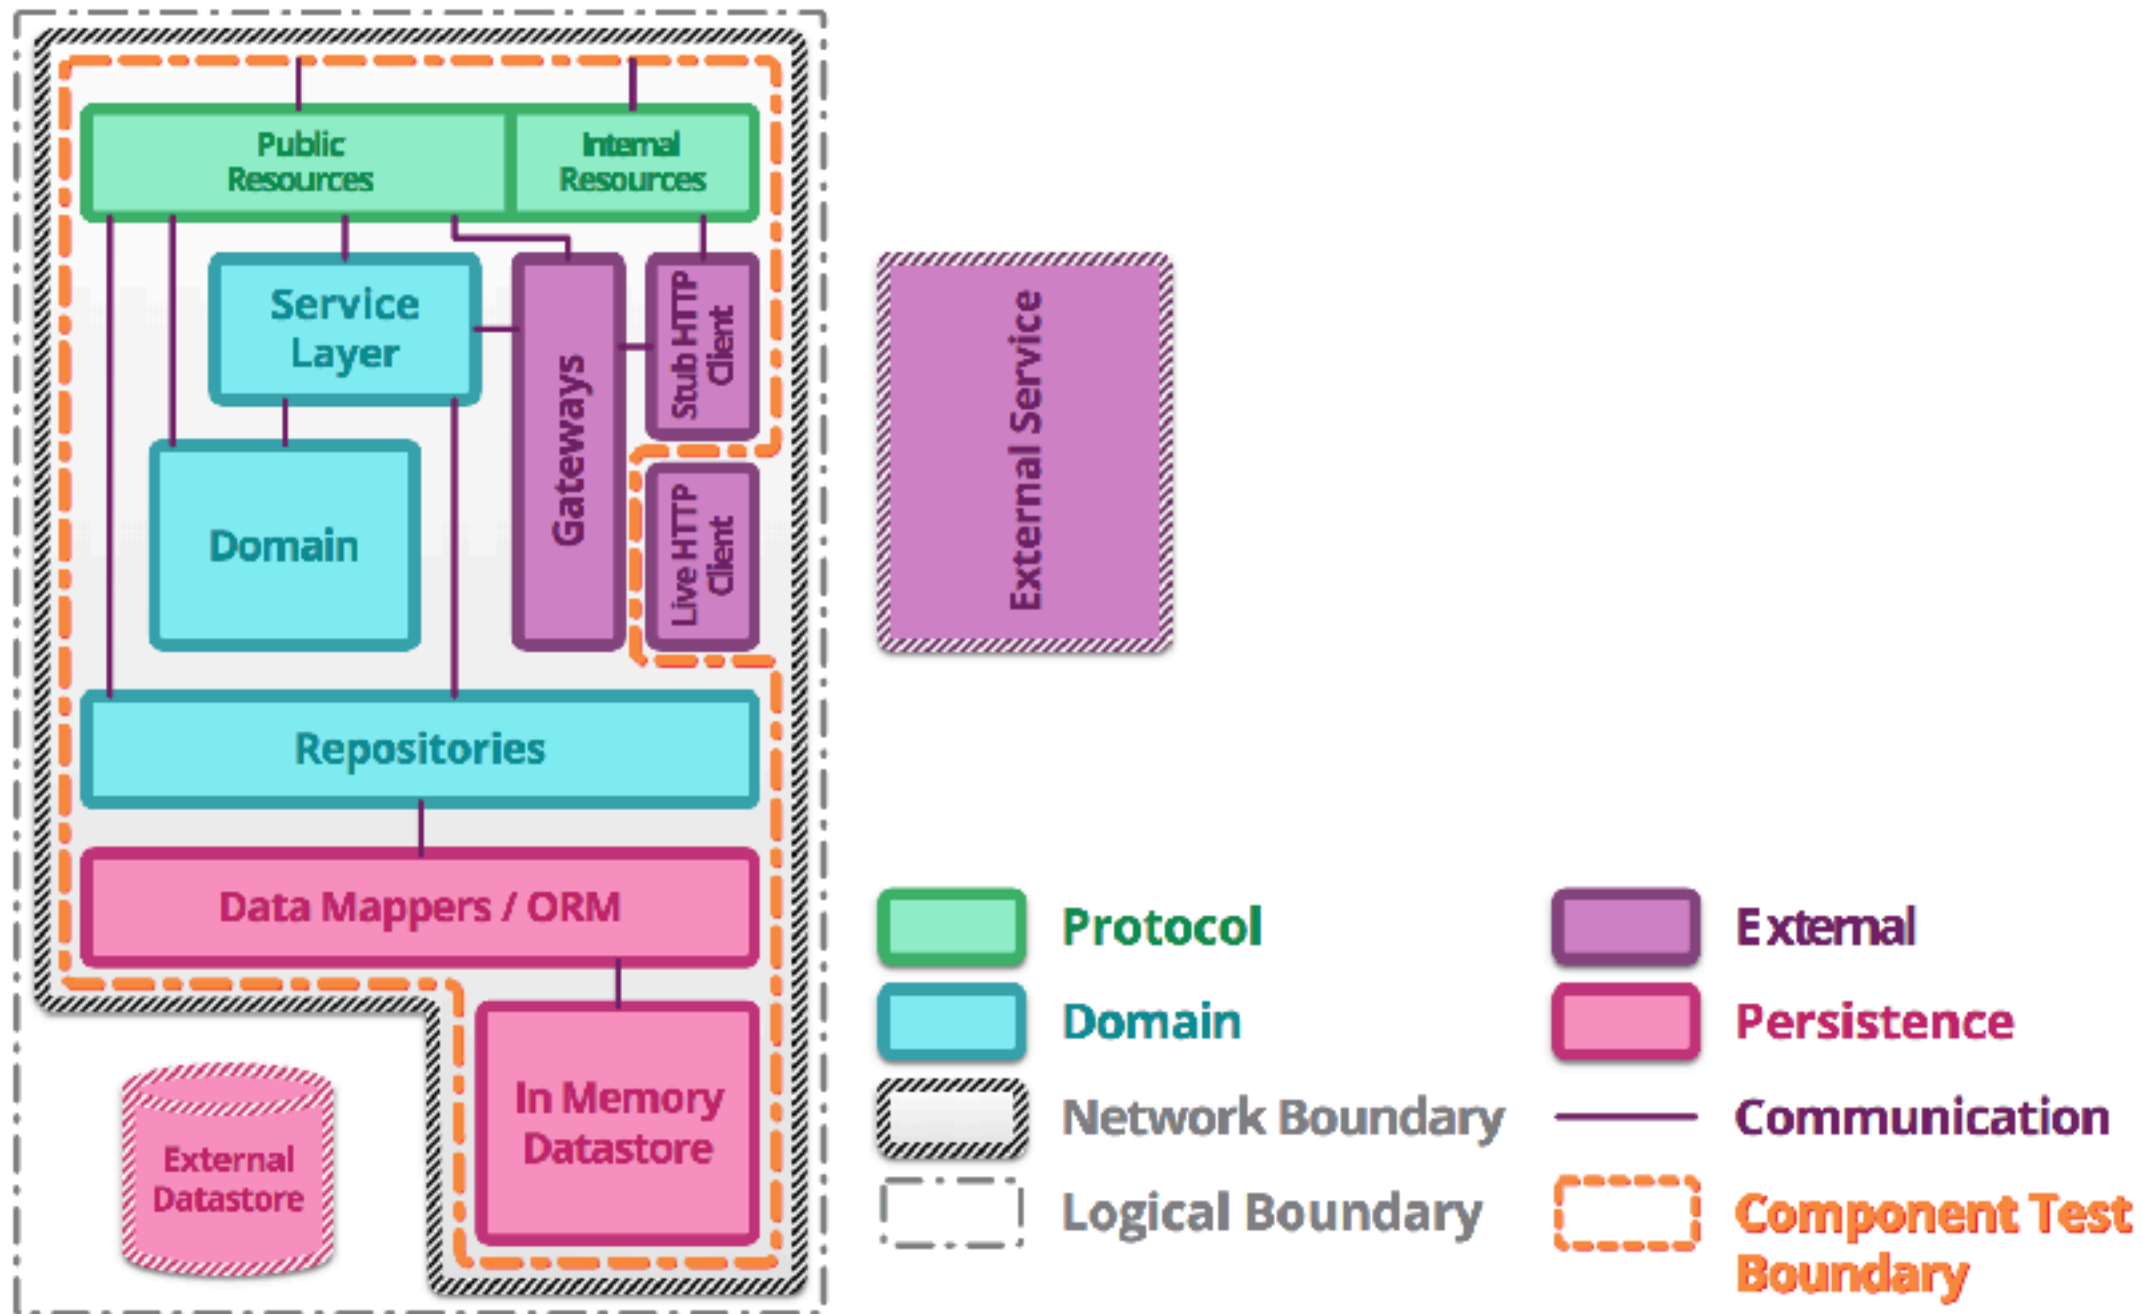 Public
Resources
Internal
Resources
Service
Layer
Gateways
Stub HTTP
Client
Domain
Live HTTP
Client
External Service
Repositories
Data Mappers / ORM
In Memory
Datastore
External
Datastore
Protocol
External
Domain
Persistence
Network Boundary
Communication
Logical Boundary
Component Test
Boundary